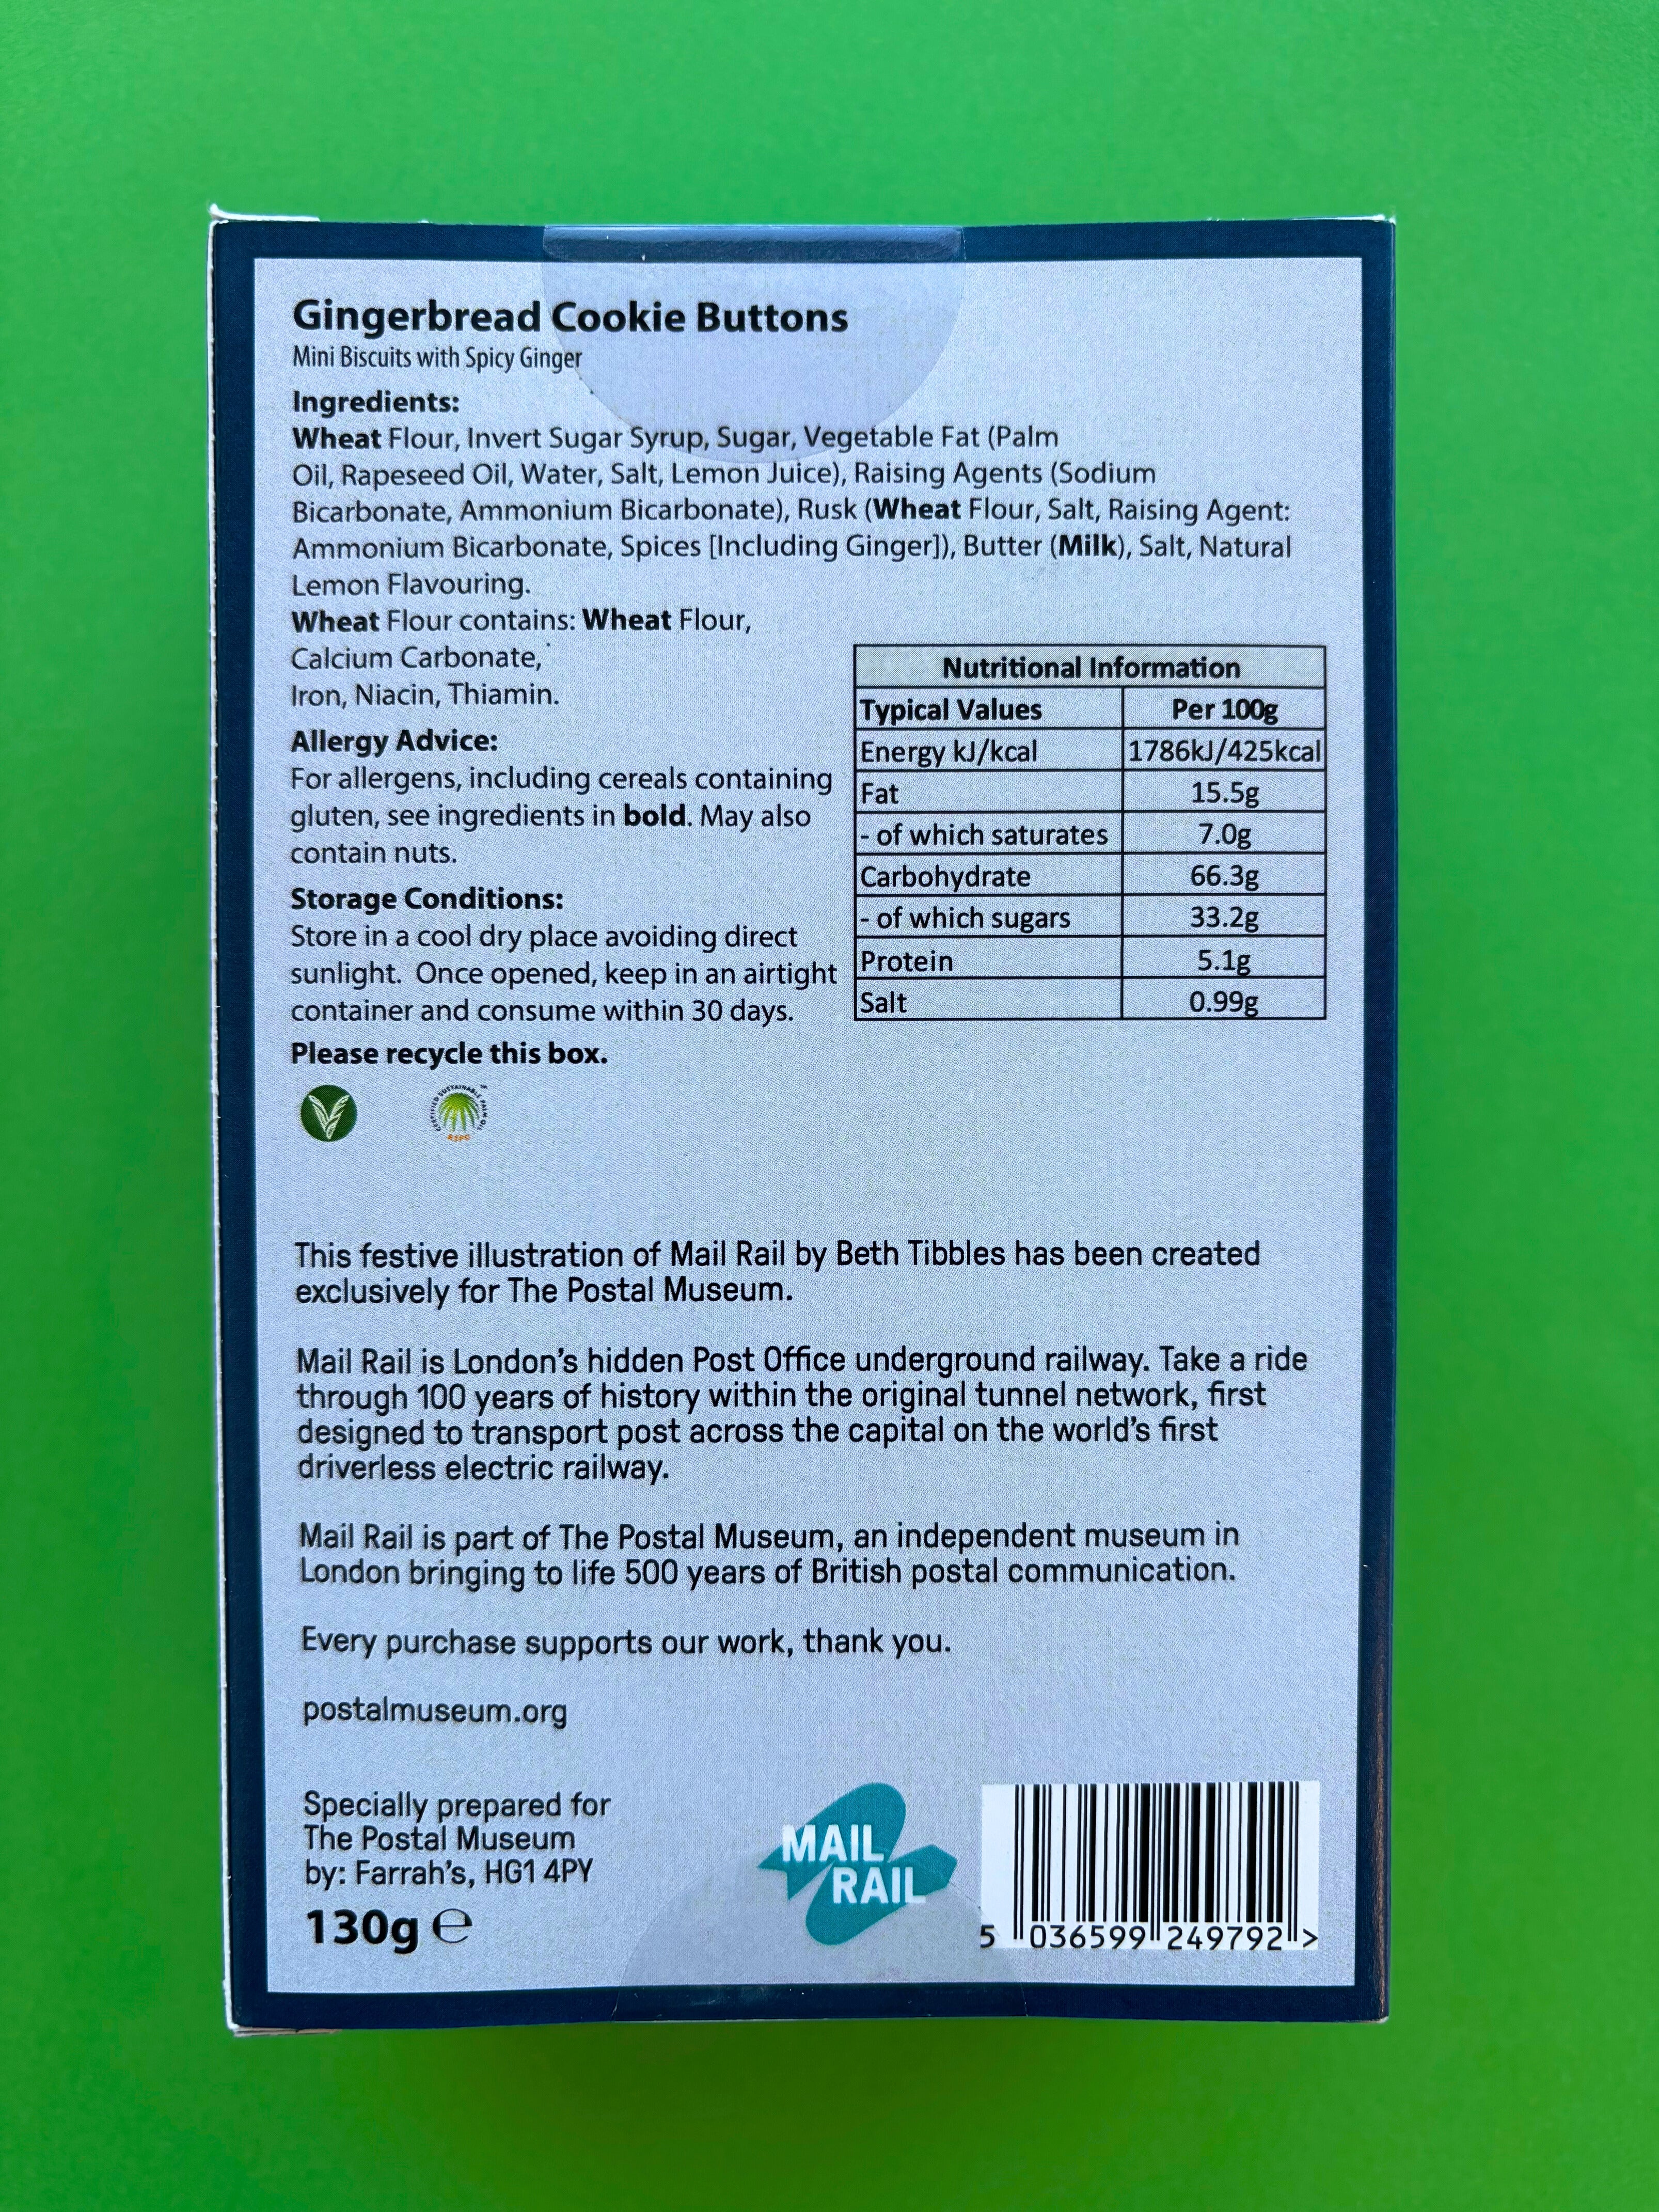 Gingerbread Cookie Buttons
Mini Biscuits with Spicy Ginger
Ingredients:
Wheat Flour, Invert Sugar Syrup, Sugar, Vegetable Fat (Palm
Oil, Rapeseed Oil, Water, Salt, Lemon Juice), Raising Agents (Sodium
Bicarbonate, Ammonium Bicarbonate), Rusk (Wheat Flour, Salt, Raising Agent:
Ammonium Bicarbonate, Spices [Including Ginger]), Butter (Milk), Salt, Natural
Lemon Flavouring.
Wheat Flour contains: Wheat Flour,
Calcium Carbonate,
Iron, Niacin, Thiamin.
Allergy Advice:
For allergens, including cereals containing
gluten, see ingredients in bold. May also
contain nuts.
Storage Conditions:
Store in a cool dry place avoiding direct
sunlight. Once opened, keep in an airtight
container and consume within 30 days.
Please recycle this box.
Nutritional Information
Typical Values Per 100g
Energy kJ/kcal 1786kJ/425kcal
Fat 15.5g
- of which saturates 7.0g
Carbohydrate 66.3g
- of which sugars 33.2g
Protein 5.1g
Salt 0.99g
CERTIFIED SUSTAINABLE PALM OIL TM
RSPO
This festive illustration of Mail Rail by Beth Tibbles has been created
exclusively for The Postal Museum.
Mail Rail is London's hidden Post Office underground railway. Take a ride
through 100 years of history within the original tunnel network, first
designed to transport post across the capital on the world's first
driverless electric railway.
Mail Rail is part of The Postal Museum, an independent museum in
London bringing to life 500 years of British postal communication.
Every purchase supports our work, thank you.
postalmuseum.org
Specially prepared for
The Postal Museum
by: Farrah's, HG1 4PY
130g ℮
MAIL
RAIL
5 036599 249792 >